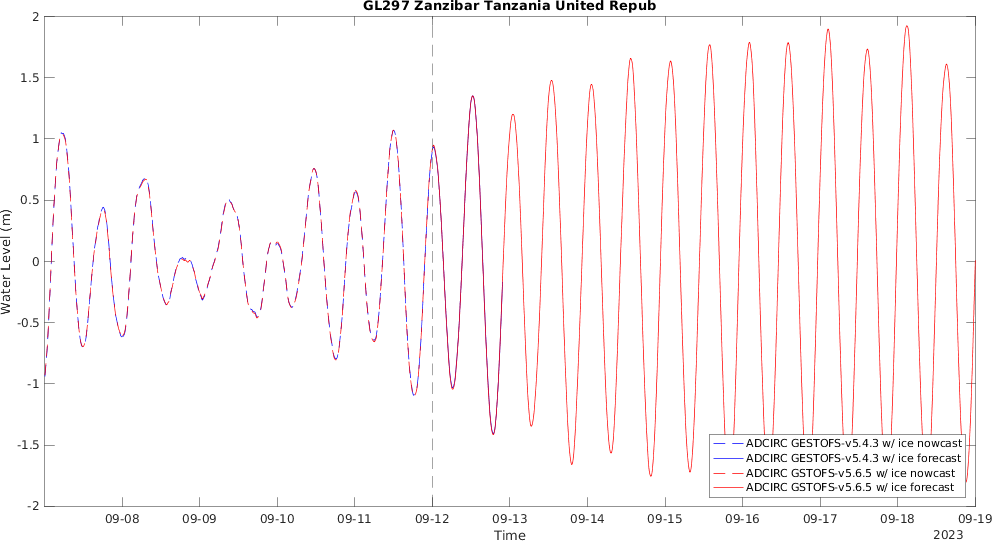 GL297 Zanzibar Tanzania United Repub
2
1.5
1
0.5
0
-0.5
-1
-1.5
-2
Water Level (m)
ADCIRC GESTOFS-v5.4.3 w/ ice nowcast
ADCIRC GESTOFS-v5.4.3 w/ ice forecast
ADCIRC GSTOFS-v5.6.5 w/ ice nowcast
ADCIRC GSTOFS-v5.6.5 w/ ice forecast
09-08 09-09 09-10 09-11 09-12 09-13 09-14 09-15 09-16 09-17 09-18 09-19
Time
2023